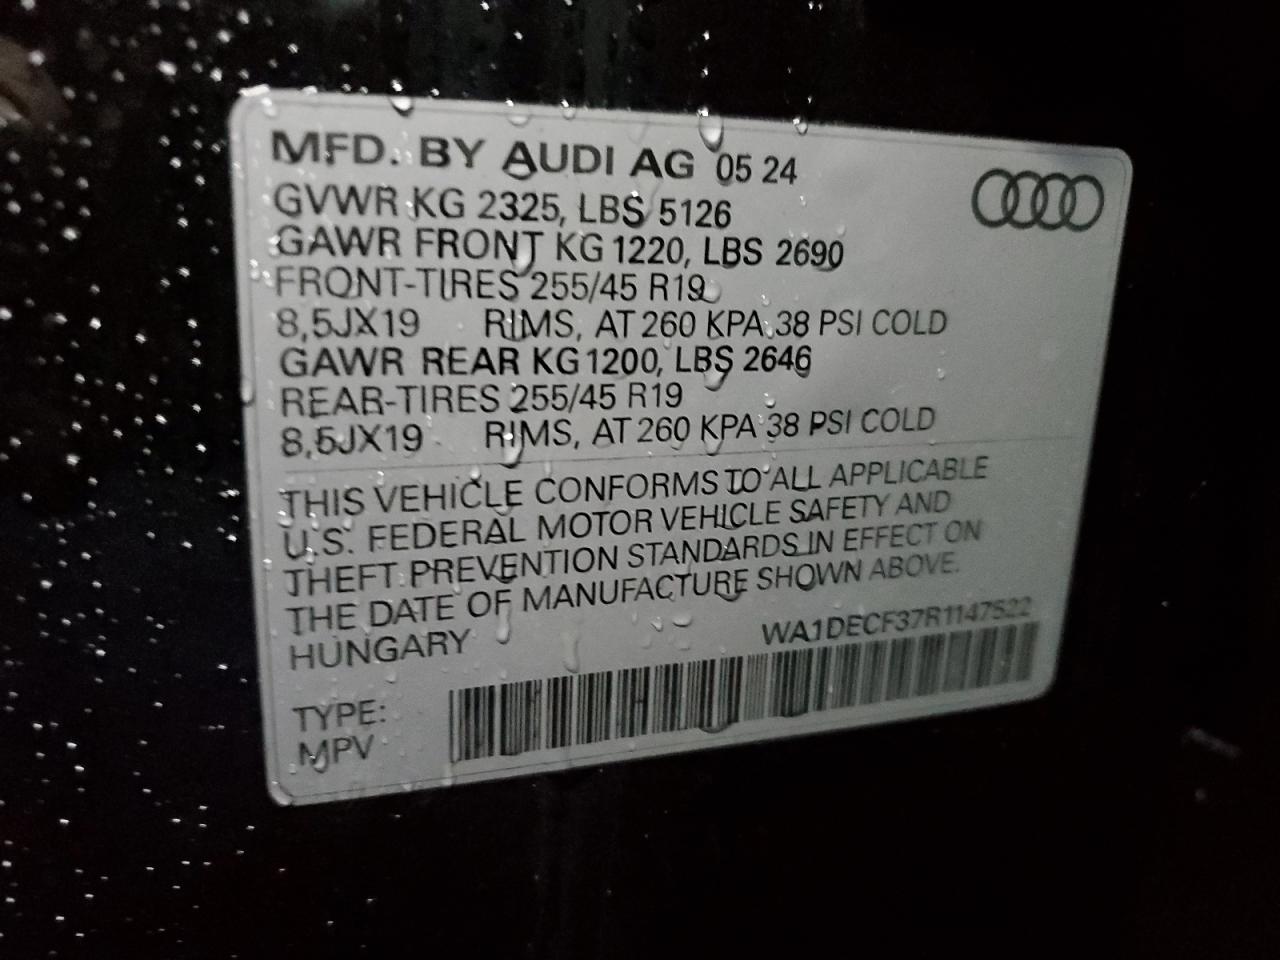 MFD. BY AUDI AG 05 24
GVWR KG 2325, LBS 5126
GAWR FRONT KG 1220, LBS 2690
FRONT-TIRES 255/45 R19
8,5JX19 RIMS, AT 260 KPA 38 PSI COLD
GAWR REAR KG 1200, LBS 2646
REAR-TIRES 255/45 R19
8,5JX19 RIMS, AT 260 KPA 38 PSI COLD
THIS VEHICLE CONFORMS TO ALL APPLICABLE
U.S. FEDERAL MOTOR VEHICLE SAFETY AND
THEFT PREVENTION STANDARDS IN EFFECT ON
THE DATE OF MANUFACTURE SHOWN ABOVE.
HUNGARY
WA1DECF37R1147522
TYPE:
MPV